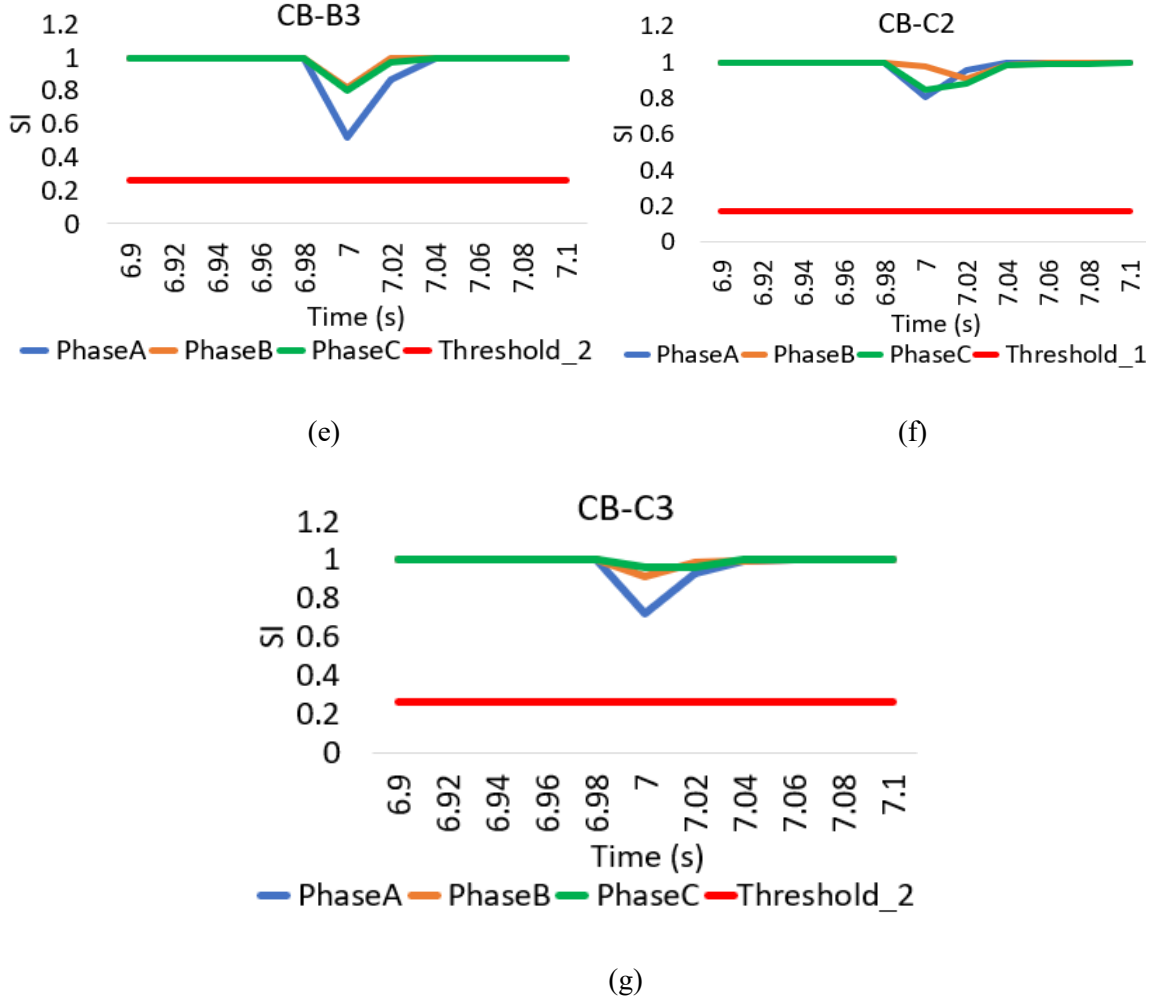 CB-B3
1.2
1
0.8
0.6
0.4
0.2
0
SI
6.9 6.92 6.94 6.96 6.98 7 7.02 7.04 7.06 7.08 7.1
Time (s)
PhaseA PhaseB PhaseC Threshold_2
(e)
CB-C2
1.2
1
0.8
0.6
0.4
0.2
0
SI
6.9 6.92 6.94 6.96 6.98 7 7.02 7.04 7.06 7.08 7.1
Time (s)
PhaseA PhaseB PhaseC Threshold_1
(f)
CB-C3
1.2
1
0.8
0.6
0.4
0.2
0
SI
6.9 6.92 6.94 6.96 6.98 7 7.02 7.04 7.06 7.08 7.1
Time (s)
PhaseA PhaseB PhaseC Threshold_2
(g)